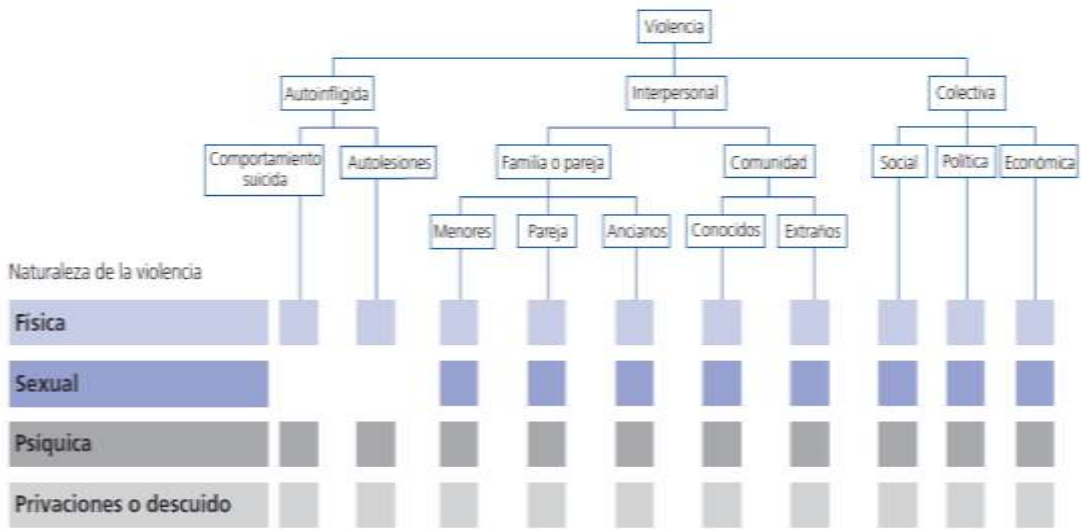 Violencia
Autoinfligida
Interpersonal
Colectiva
Comportamiento
suicida
Autolesiones
Familia o pareja
Comunidad
Social
Política
Económica
Menores
Pareja
Ancianos
Conocidos
Extraños
Naturaleza de la violencia
Física
Sexual
Psíquica
Privaciones o descuido